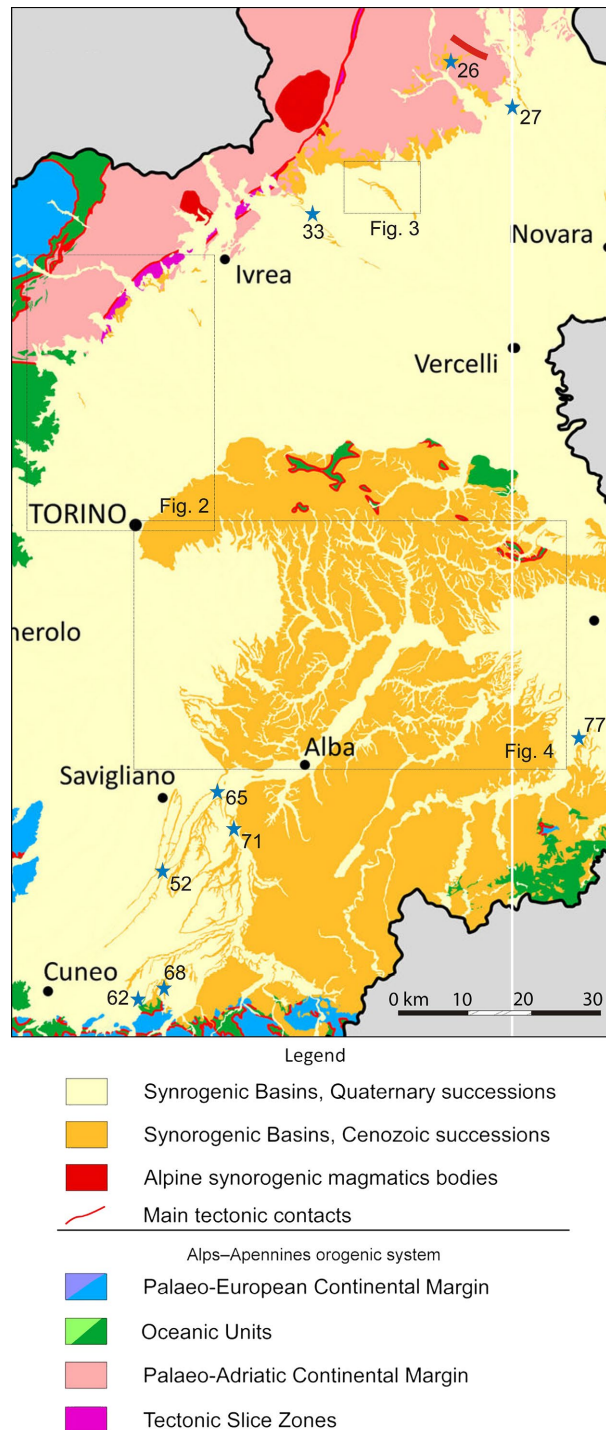 26
27
33
Fig. 3
Novara
Ivrea
Vercelli
TORINO
Fig. 2
nerolo
77
Alba
Fig. 4
Savigliano
65
71
52
Cuneo
68
62
0 km 10 20 30
Legend
Synrogenic Basins, Quaternary successions
Synorogenic Basins, Cenozoic successions
Alpine synorogenic magmatics bodies
Main tectonic contacts
Alps–Apennines orogenic system
Palaeo-European Continental Margin
Oceanic Units
Palaeo-Adriatic Continental Margin
Tectonic Slice Zones